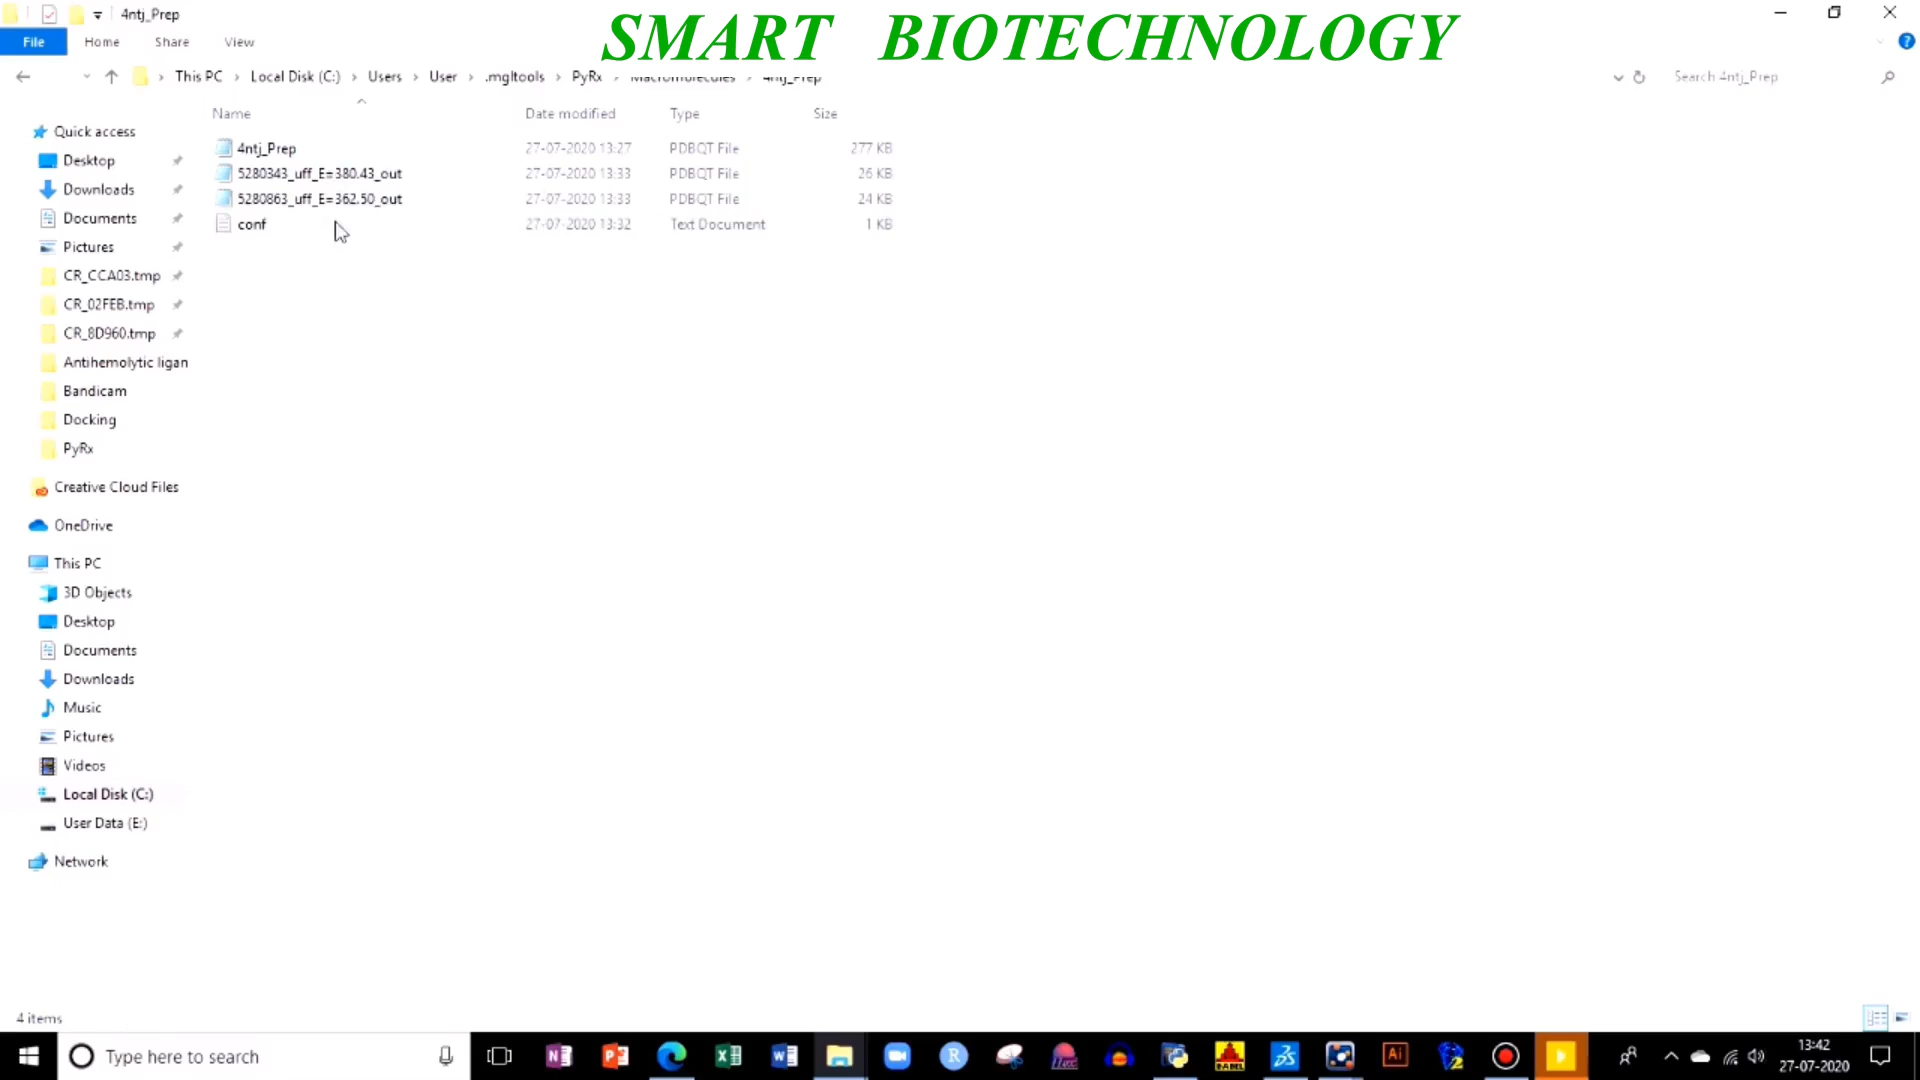 4ntj_Prep
SMART BIOTECHNOLOGY
File Home Share View
This PC › Local Disk (C:) › Users › User › .mgltools › PyRx › Macromolecules › 4ntj_Prep
Search 4ntj_Prep
Name Date modified Type Size
4ntj_Prep 27-07-2020 13:27 PDBQT File 277 KB
5280343_uff_E=380.43_out 27-07-2020 13:33 PDBQT File 26 KB
5280863_uff_E=362.50_out 27-07-2020 13:33 PDBQT File 24 KB
conf 27-07-2020 13:32 Text Document 1 KB
Quick access
Desktop
Downloads
Documents
Pictures
CR_CCA03.tmp
CR_02FEB.tmp
CR_8D960.tmp
Antihemolytic ligan
Bandicam
Docking
PyRx
Creative Cloud Files
OneDrive
This PC
3D Objects
Desktop
Documents
Downloads
Music
Pictures
Videos
Local Disk (C:)
User Data (E:)
Network
4 items
Type here to search
13:42
27-07-2020